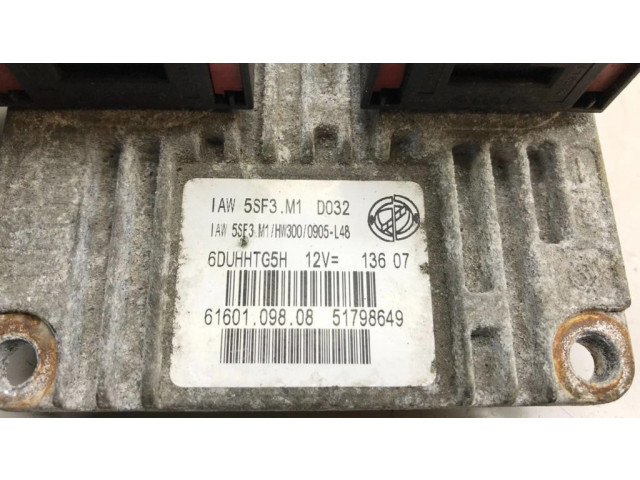 IAW 5SF3.M1 D032
IAW 5SF3.M1/HW300/0905-L48
6DUHHTG5H 12V= 136 07
61601.098.08 51798649